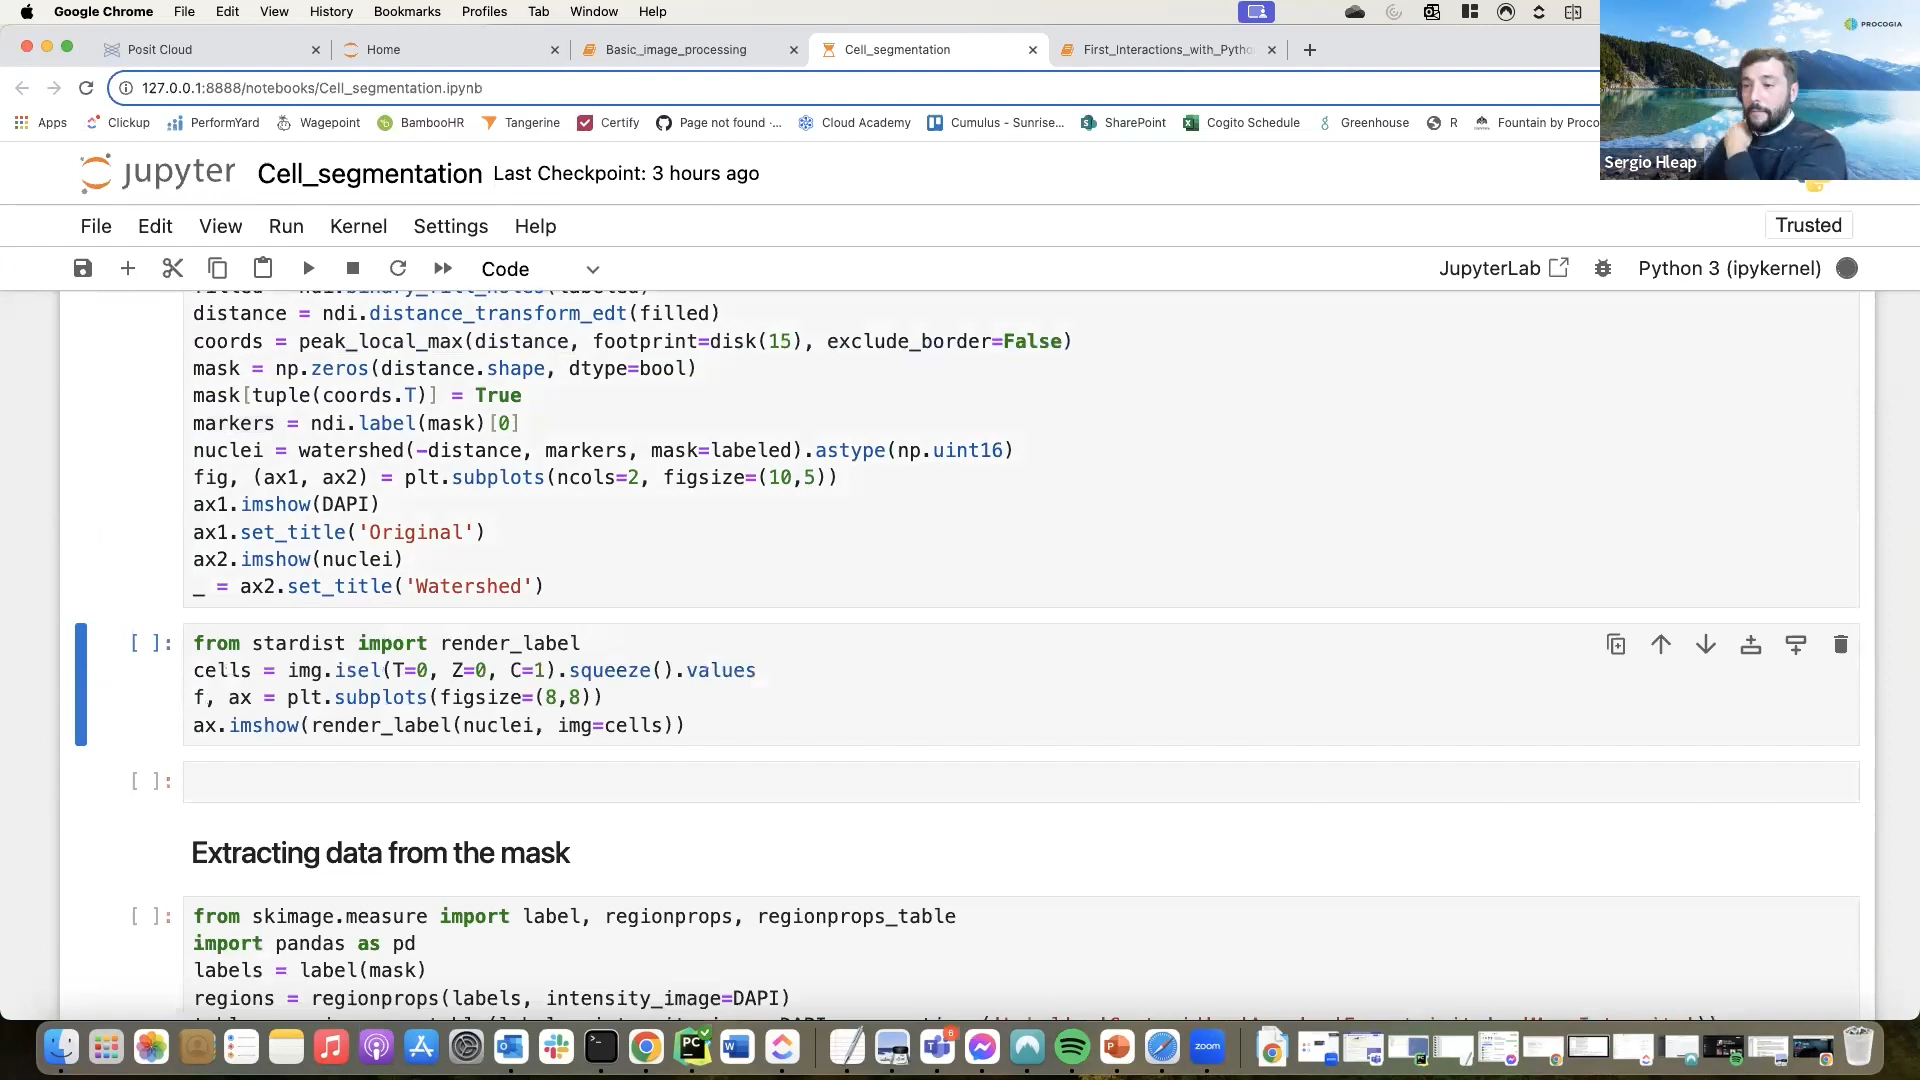 Google Chrome File Edit View History Bookmarks Profiles Tab Window Help
Posit Cloud Home Basic_image_processing Cell_segmentation First_Interactions_with_Pytho
127.0.0.1:8888/notebooks/Cell_segmentation.ipynb
Apps Clickup PerformYard Wagepoint BambooHR Tangerine Certify Page not found -... Cloud Academy Cumulus - Sunrise... SharePoint Cogito Schedule Greenhouse R Fountain by Proco
PROCOGIA
Sergio Hleap
jupyter Cell_segmentation Last Checkpoint: 3 hours ago
File Edit View Run Kernel Settings Help Trusted
Code JupyterLab Python 3 (ipykernel)
filled = ndi.binary_fill_holes(labeled)
distance = ndi.distance_transform_edt(filled)
coords = peak_local_max(distance, footprint=disk(15), exclude_border=False)
mask = np.zeros(distance.shape, dtype=bool)
mask[tuple(coords.T)] = True
markers = ndi.label(mask)[0]
nuclei = watershed(-distance, markers, mask=labeled).astype(np.uint16)
fig, (ax1, ax2) = plt.subplots(ncols=2, figsize=(10,5))
ax1.imshow(DAPI)
ax1.set_title('Original')
ax2.imshow(nuclei)
_ = ax2.set_title('Watershed')
[ ]: from stardist import render_label
cells = img.isel(T=0, Z=0, C=1).squeeze().values
f, ax = plt.subplots(figsize=(8,8))
ax.imshow(render_label(nuclei, img=cells))
[ ]:
Extracting data from the mask
[ ]: from skimage.measure import label, regionprops, regionprops_table
import pandas as pd
labels = label(mask)
regions = regionprops(labels, intensity_image=DAPI)
PC
zoom